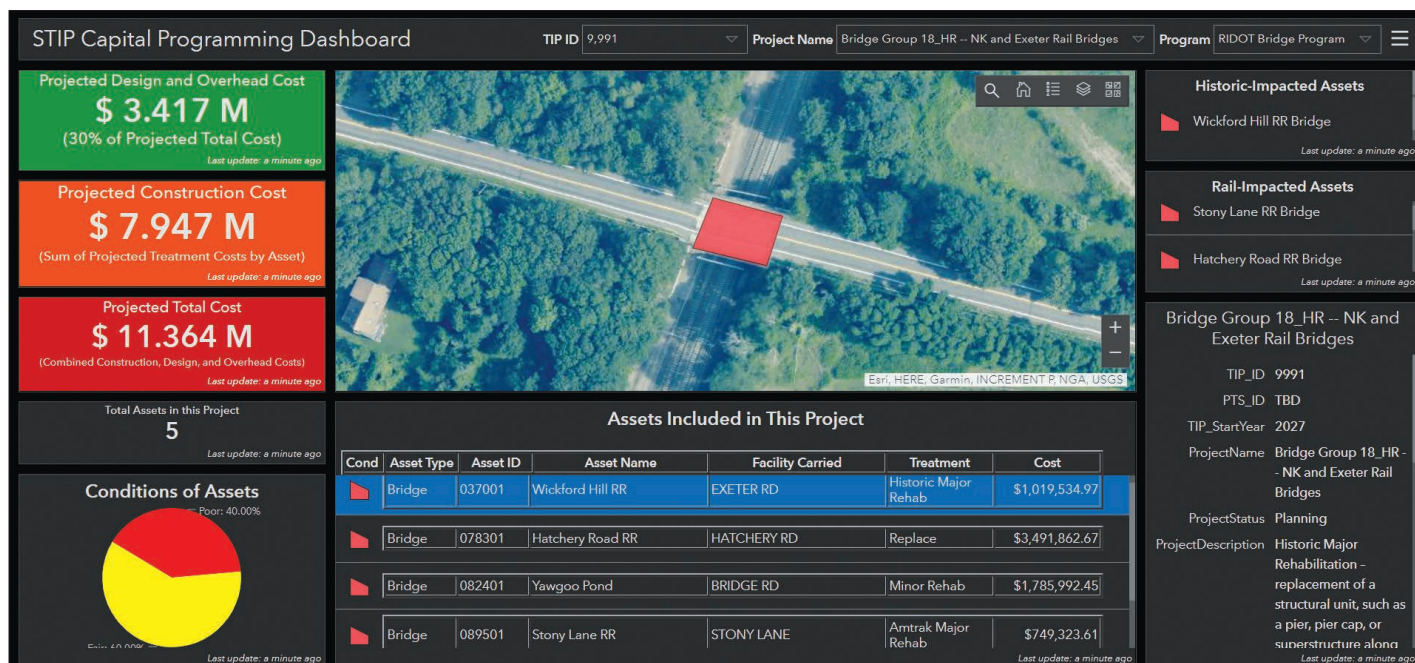 STIP Capital Programming Dashboard
TIP ID 9,991
Project Name Bridge Group 18_HR -- NK and Exeter Rail Bridges
Program RIDOT Bridge Program
Projected Design and Overhead Cost
$ 3.417 M
(30% of Projected Total Cost)
Last update: a minute ago
Projected Construction Cost
$ 7.947 M
(Sum of Projected Treatment Costs by Asset)
Last update: a minute ago
Projected Total Cost
$ 11.364 M
(Combined Construction, Design, and Overhead Costs)
Last update: a minute ago
Total Assets in this Project
5
Last update: a minute ago
Conditions of Assets
Poor: 40.00%
Fair: 60.00%
Last update: a minute ago
+
−
Esri, HERE, Garmin, INCREMENT P, NGA, USGS
Assets Included in This Project
Cond Asset Type Asset ID Asset Name Facility Carried Treatment Cost
Bridge 037001 Wickford Hill RR EXETER RD Historic Major Rehab $1,019,534.97
Bridge 078301 Hatchery Road RR HATCHERY RD Replace $3,491,862.67
Bridge 082401 Yawgoo Pond BRIDGE RD Minor Rehab $1,785,992.45
Bridge 089501 Stony Lane RR STONY LANE Amtrak Major Rehab $749,323.61
Last update: a minute ago
Historic-Impacted Assets
Wickford Hill RR Bridge
Last update: a minute ago
Rail-Impacted Assets
Stony Lane RR Bridge
Hatchery Road RR Bridge
Last update: a minute ago
Bridge Group 18_HR -- NK and
Exeter Rail Bridges
TIP_ID 9991
PTS_ID TBD
TIP_StartYear 2027
ProjectName Bridge Group 18_HR -
- NK and Exeter Rail
Bridges
ProjectStatus Planning
ProjectDescription Historic Major
Rehabilitation –
replacement of a
structural unit, such as
a pier, pier cap, or
superstructure along
Last update: a minute ago